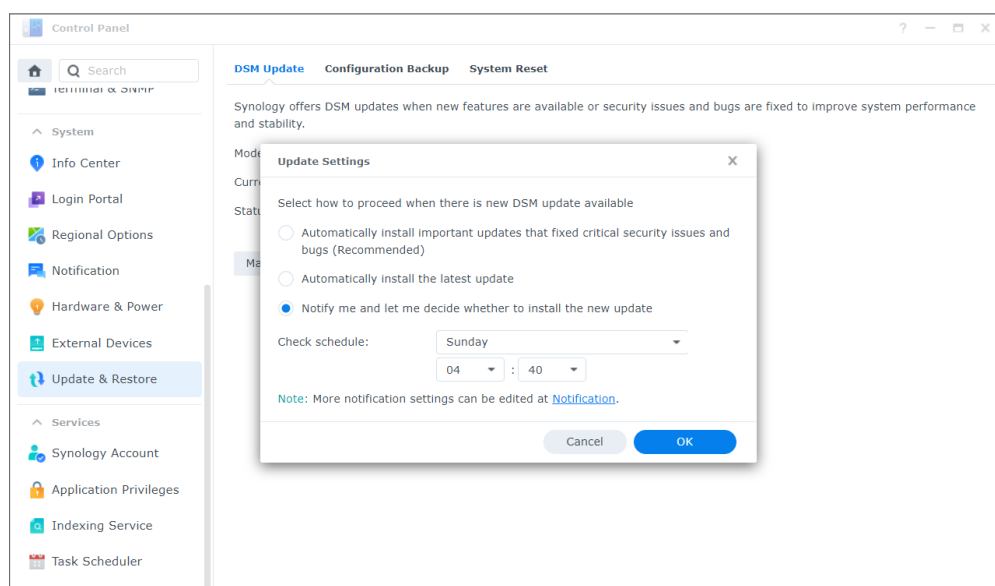 Control Panel
?
Search
Terminal & SNMP
System
Info Center
Login Portal
Regional Options
Notification
Hardware & Power
External Devices
Update & Restore
Services
Synology Account
Application Privileges
Indexing Service
Task Scheduler
DSM Update Configuration Backup System Reset
Synology offers DSM updates when new features are available or security issues and bugs are fixed to improve system performance
and stability.
Mode
Curr
Statu
Ma
Update Settings
Select how to proceed when there is new DSM update available
Automatically install important updates that fixed critical security issues and
bugs (Recommended)
Automatically install the latest update
Notify me and let me decide whether to install the new update
Check schedule: Sunday
04 : 40
Note: More notification settings can be edited at Notification.
Cancel OK